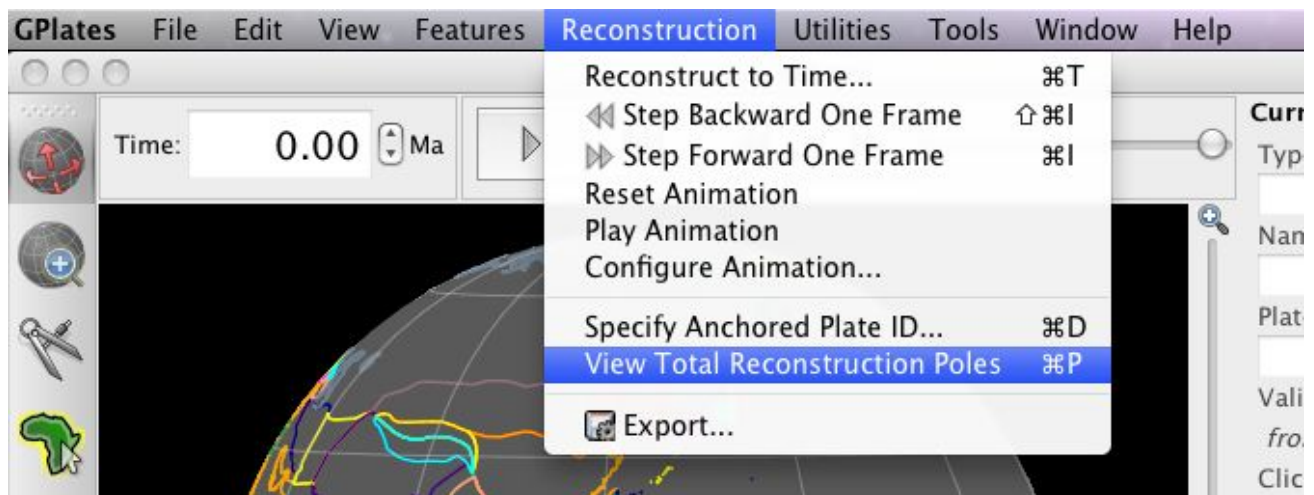 GPlates File Edit View Features Reconstruction Utilities Tools Window Help
Time: 0.00 Ma
Reconstruct to Time... ⌘T
Step Backward One Frame ⇧⌘I
Step Forward One Frame ⌘I
Reset Animation
Play Animation
Configure Animation...
Specify Anchored Plate ID... ⌘D
View Total Reconstruction Poles ⌘P
Export...
Curr
Typ
Nam
Plat
Vali
fro
Clic